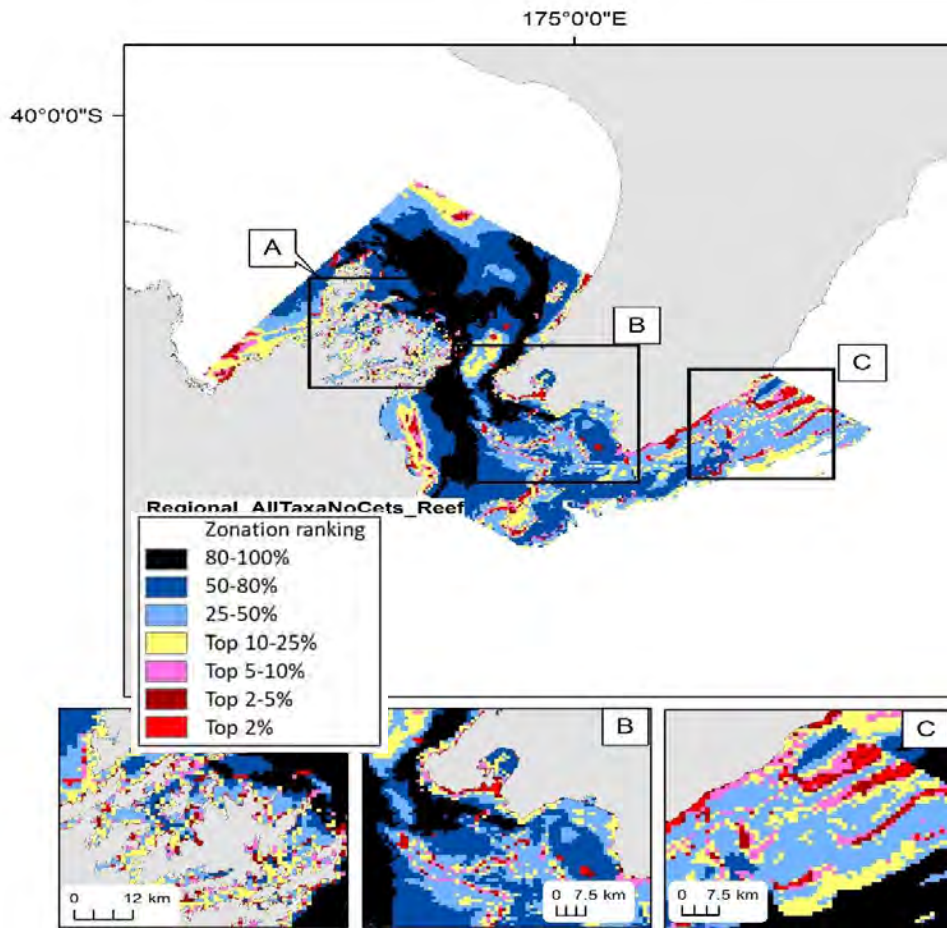 175°0'0"E
40°0'0"S
A
B
C
Regional_AllTaxaNoCets_Reef
Zonation ranking
80-100%
50-80%
25-50%
Top 10-25%
Top 5-10%
Top 2-5%
Top 2%
B
C
0 12 km
0 7.5 km
0 7.5 km